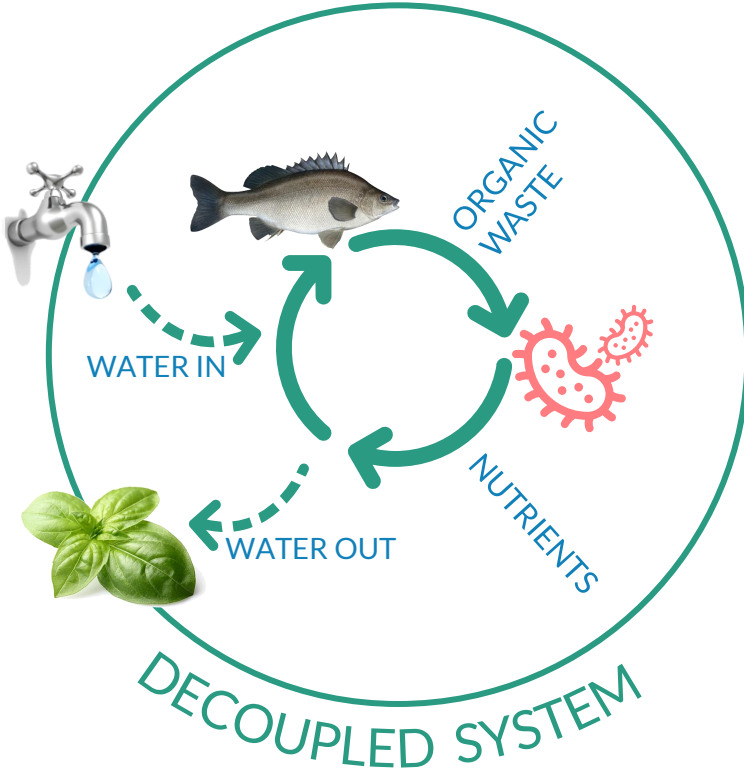 ORGANIC
WASTE
WATER IN
NUTRIENTS
WATER OUT
DECOUPLED SYSTEM